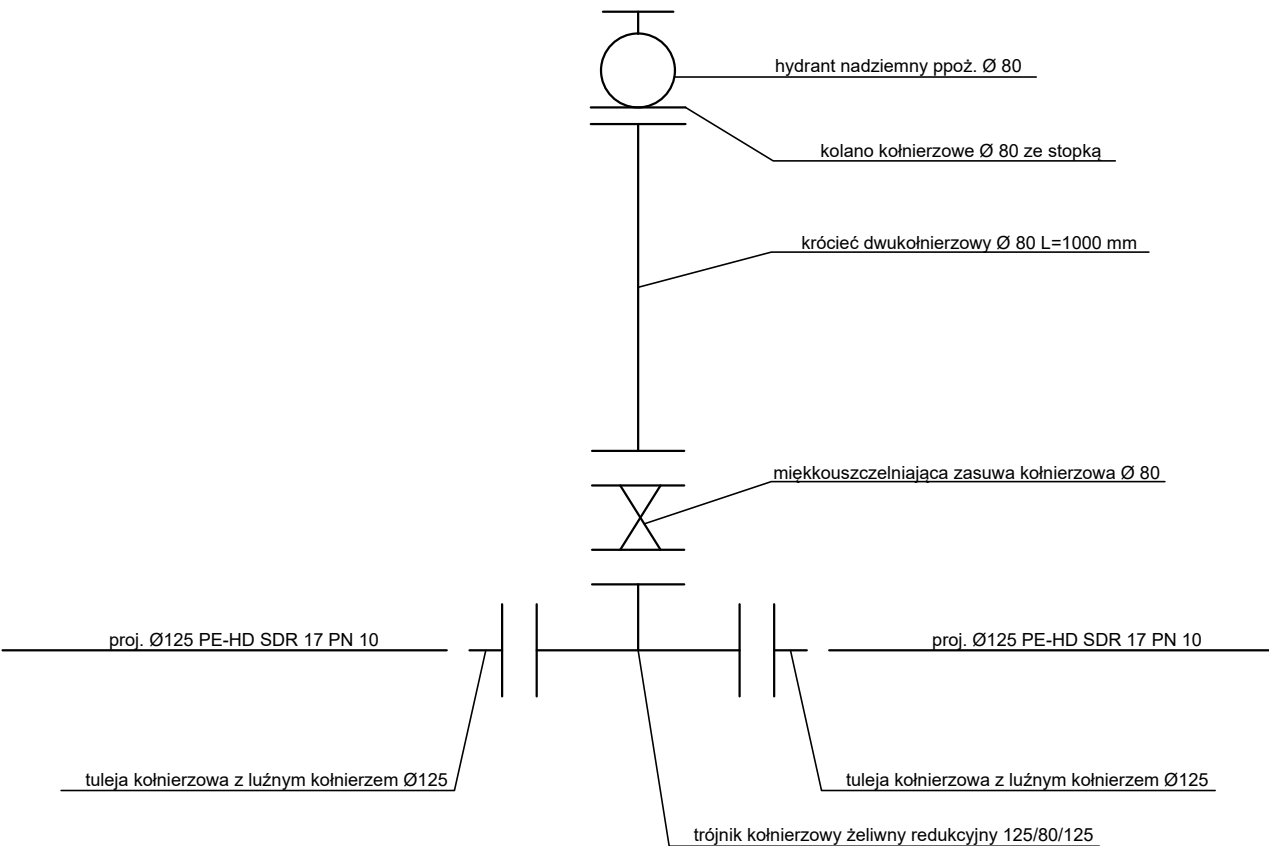 hydrant nadziemny ppoż. Ø 80
kolano kołnierzowe Ø 80 ze stopką
króciec dwukołnierzowy Ø 80 L=1000 mm
miękkouszczelniająca zasuwa kołnierzowa Ø 80
proj. Ø125 PE-HD SDR 17 PN 10
proj. Ø125 PE-HD SDR 17 PN 10
tuleja kołnierzowa z luźnym kołnierzem Ø125
tuleja kołnierzowa z luźnym kołnierzem Ø125
trójnik kołnierzowy żeliwny redukcyjny 125/80/125